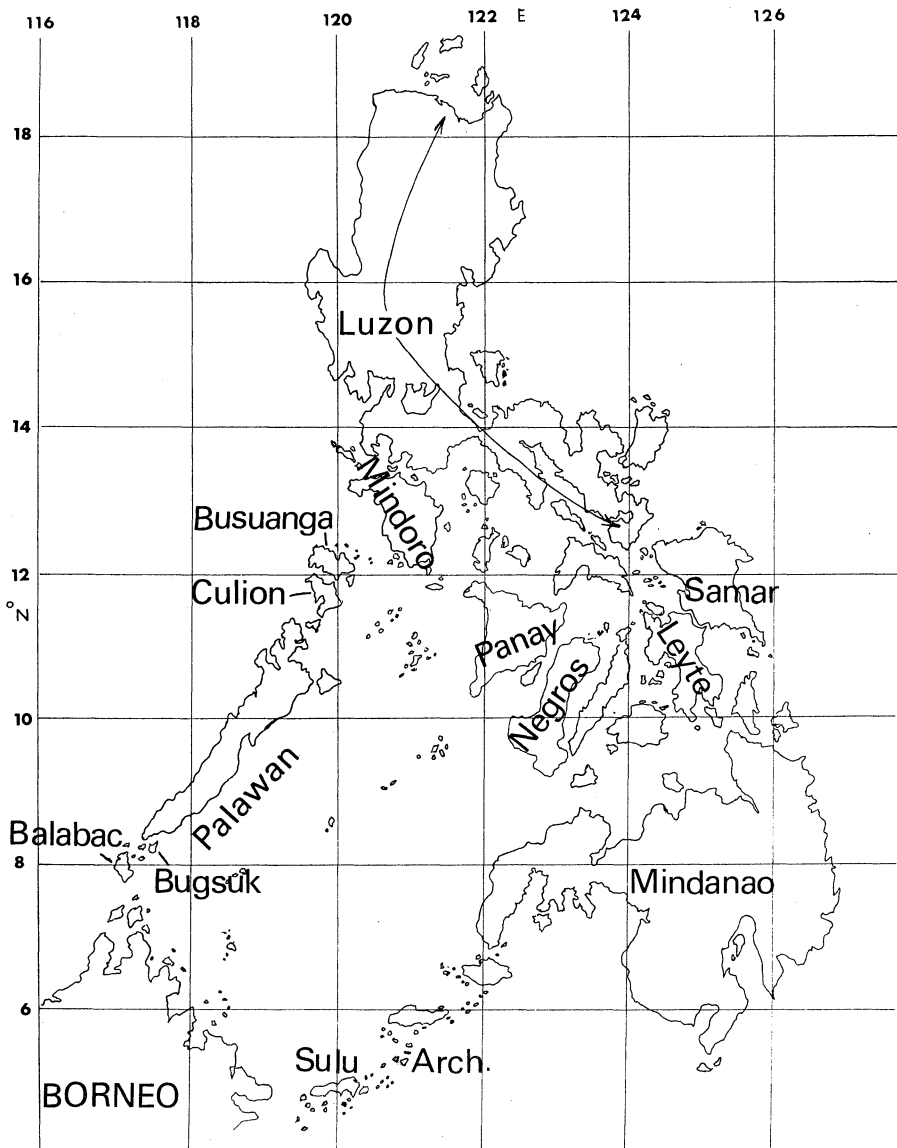 116 118 120 122 E 124 126
18
16
Luzon
14
Mindoro
Busuanga
12
Culion
Samar
°N
Panay
Leyte
Negros
10
Palawan
Balabac.
8
Bugsuk
Mindanao
6
Sulu Arch.
BORNEO